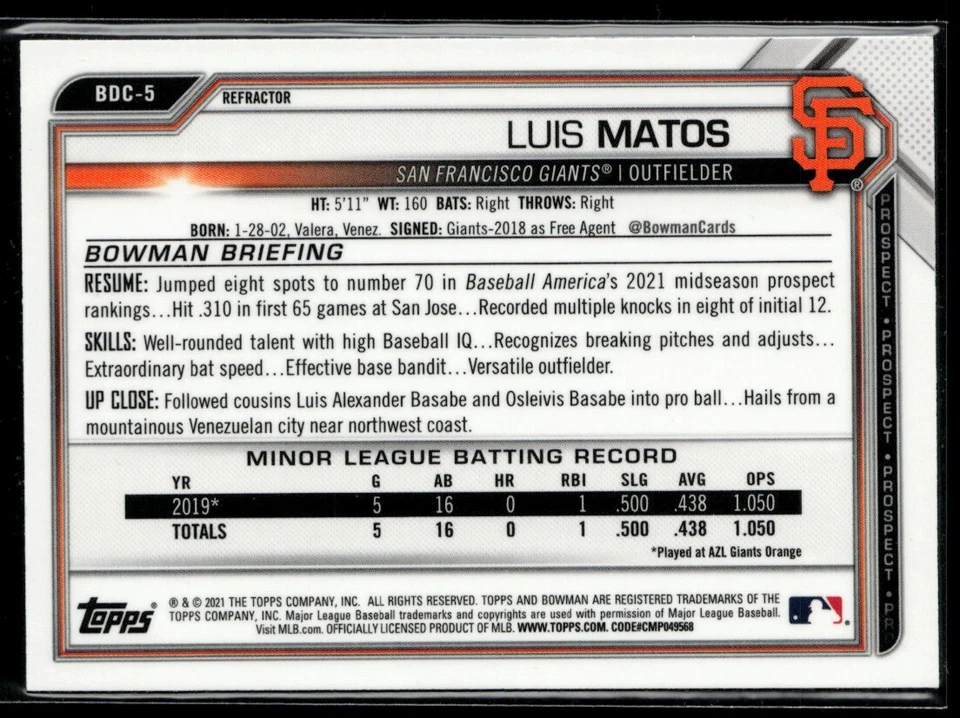 BDC-5
REFRACTOR
SF®
LUIS MATOS
SAN FRANCISCO GIANTS® | OUTFIELDER
HT: 5'11" WT: 160 BATS: Right THROWS: Right
BORN: 1-28-02, Valera, Venez. SIGNED: Giants-2018 as Free Agent @BowmanCards
BOWMAN BRIEFING
RESUME: Jumped eight spots to number 70 in Baseball America's 2021 midseason prospect
rankings...Hit .310 in first 65 games at San Jose...Recorded multiple knocks in eight of initial 12.
SKILLS: Well-rounded talent with high Baseball IQ...Recognizes breaking pitches and adjusts...
Extraordinary bat speed...Effective base bandit...Versatile outfielder.
UP CLOSE: Followed cousins Luis Alexander Basabe and Osleivis Basabe into pro ball...Hails from a
mountainous Venezuelan city near northwest coast.
MINOR LEAGUE BATTING RECORD
YR G AB HR RBI SLG AVG OPS
2019* 5 16 0 1 .500 .438 1.050
TOTALS 5 16 0 1 .500 .438 1.050
*Played at AZL Giants Orange
Topps®
® & © 2021 THE TOPPS COMPANY, INC. ALL RIGHTS RESERVED. TOPPS AND BOWMAN ARE REGISTERED TRADEMARKS OF THE
TOPPS COMPANY, INC. Major League Baseball trademarks and copyrights are used with permission of Major League Baseball.
Visit MLB.com. OFFICIALLY LICENSED PRODUCT OF MLB. WWW.TOPPS.COM. CODE#CMP049568
PROSPECT • PROSPECT • PROSPECT • PR